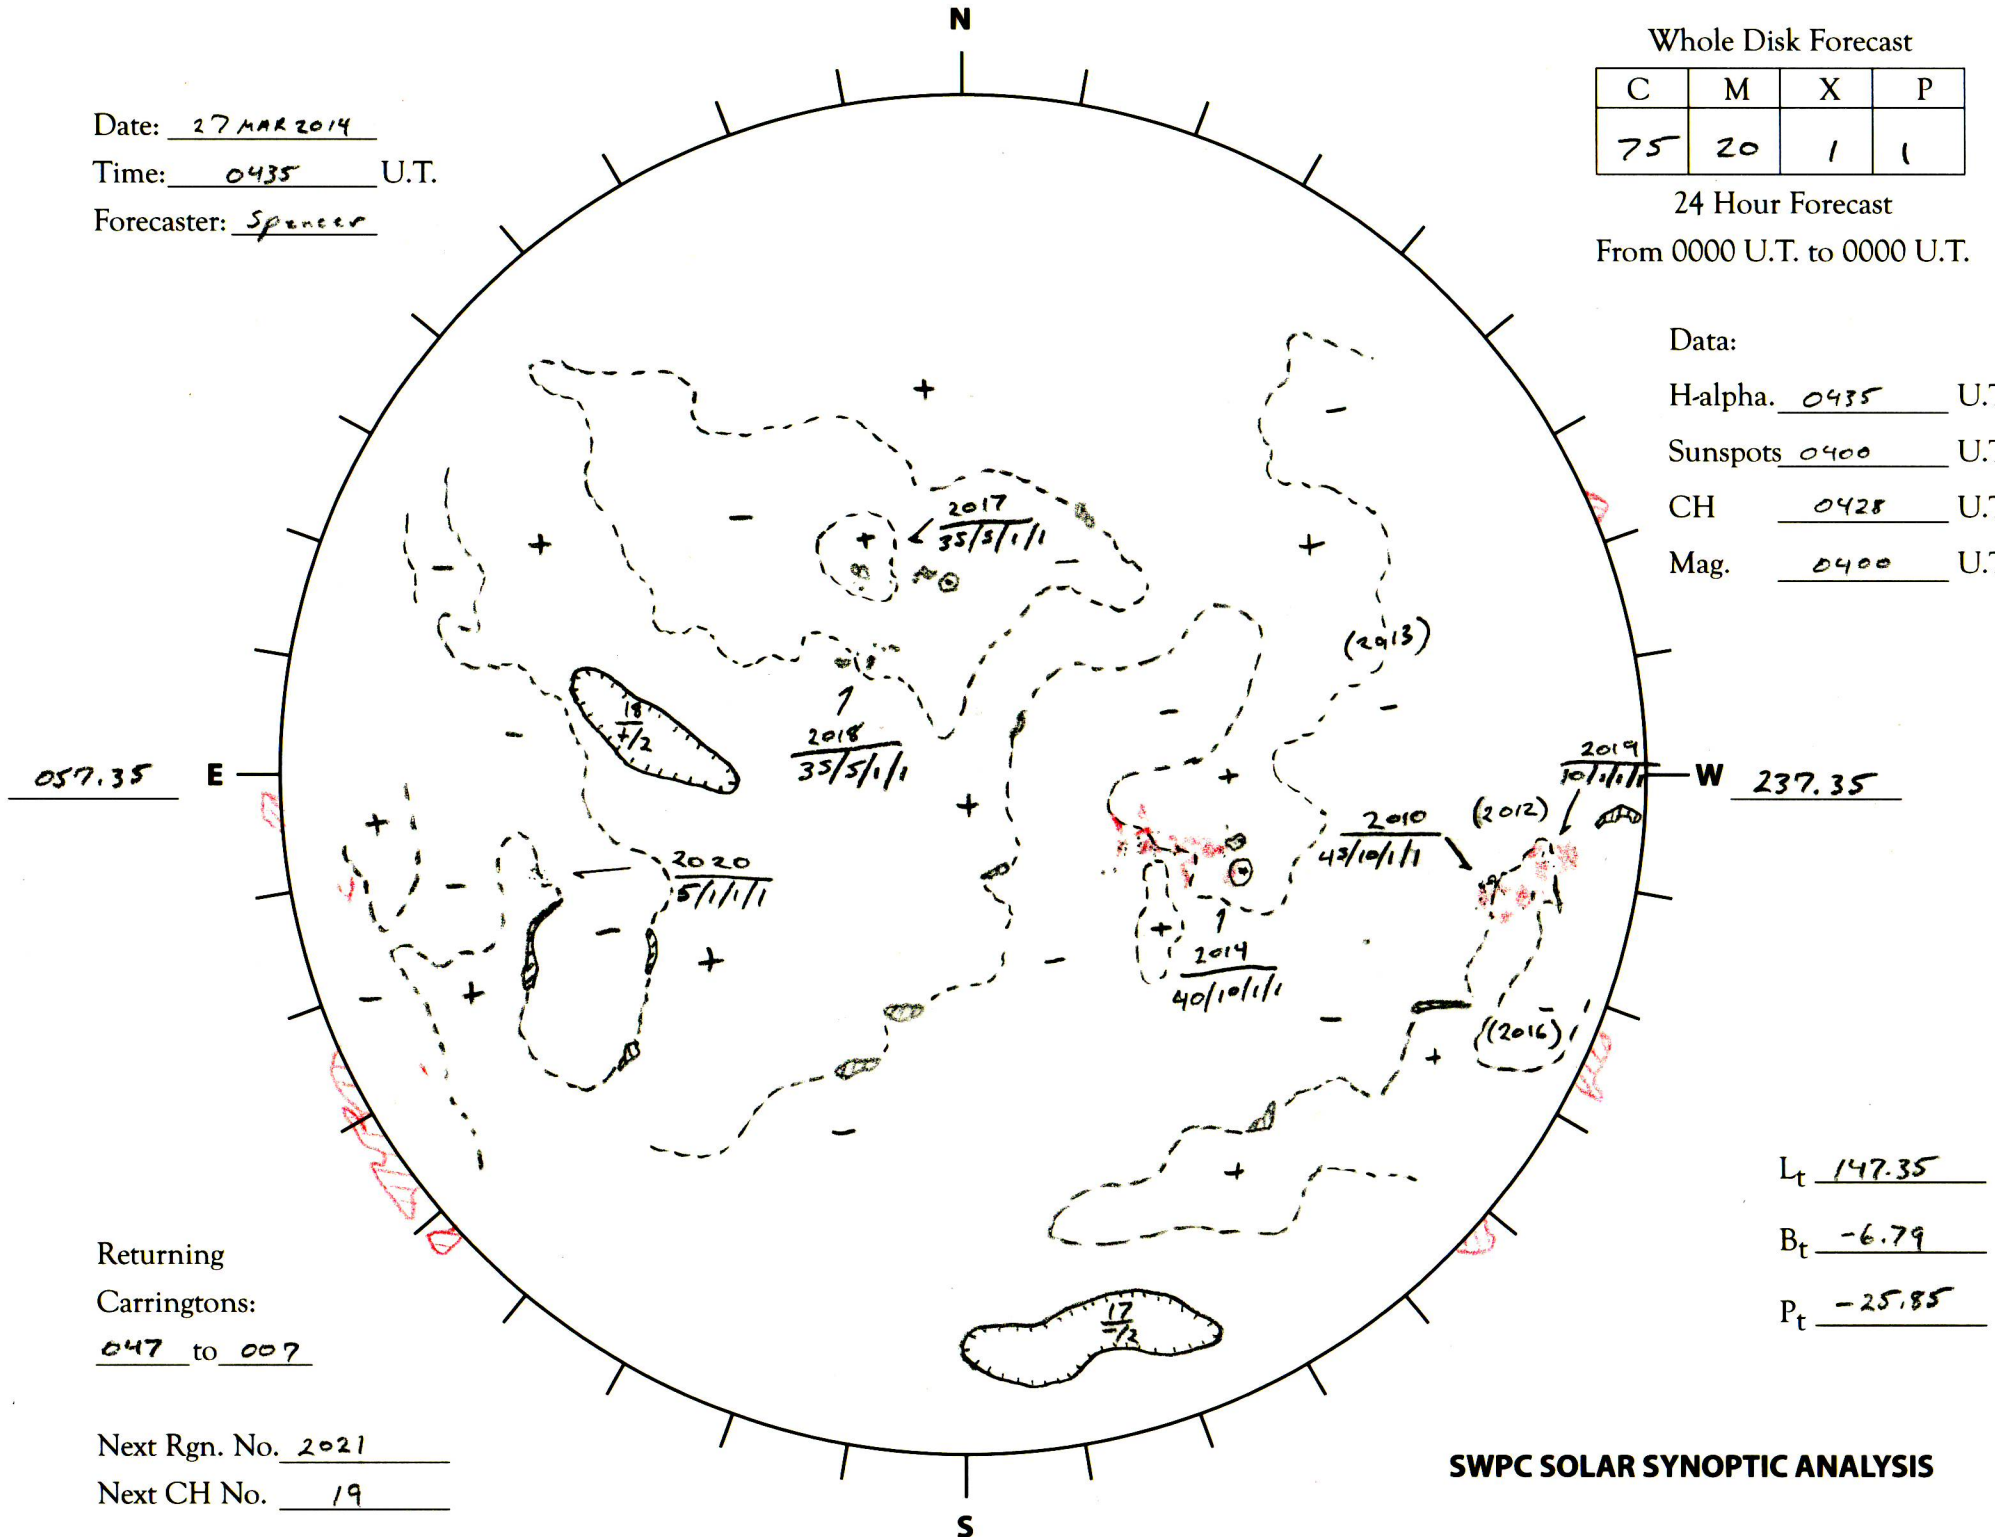 N
Date: 27 MAR 2014
Time: 0435 U.T.
Forecaster: Spencer
Whole Disk Forecast
C M X P
75 20 1 1
24 Hour Forecast
From 0000 U.T. to 0000 U.T.
Data:
H-alpha. 0435 U.T
Sunspots 0400 U.T
CH 0428 U.T
Mag. 0400 U.T
2017
35/5/1/1
(2013)
18
+/2
2018
35/5/1/1
057.35 E
2019
10/1/1/1
W 237.35
(2012)
2010
45/10/1/1
2020
5/1/1/1
2014
40/10/1/1
(2016)
Lt 147.35
Bt -6.79
Pt -25.85
Returning
Carringtons:
047 to 007
17
-/2
Next Rgn. No. 2021
Next CH No. 19
SWPC SOLAR SYNOPTIC ANALYSIS
S